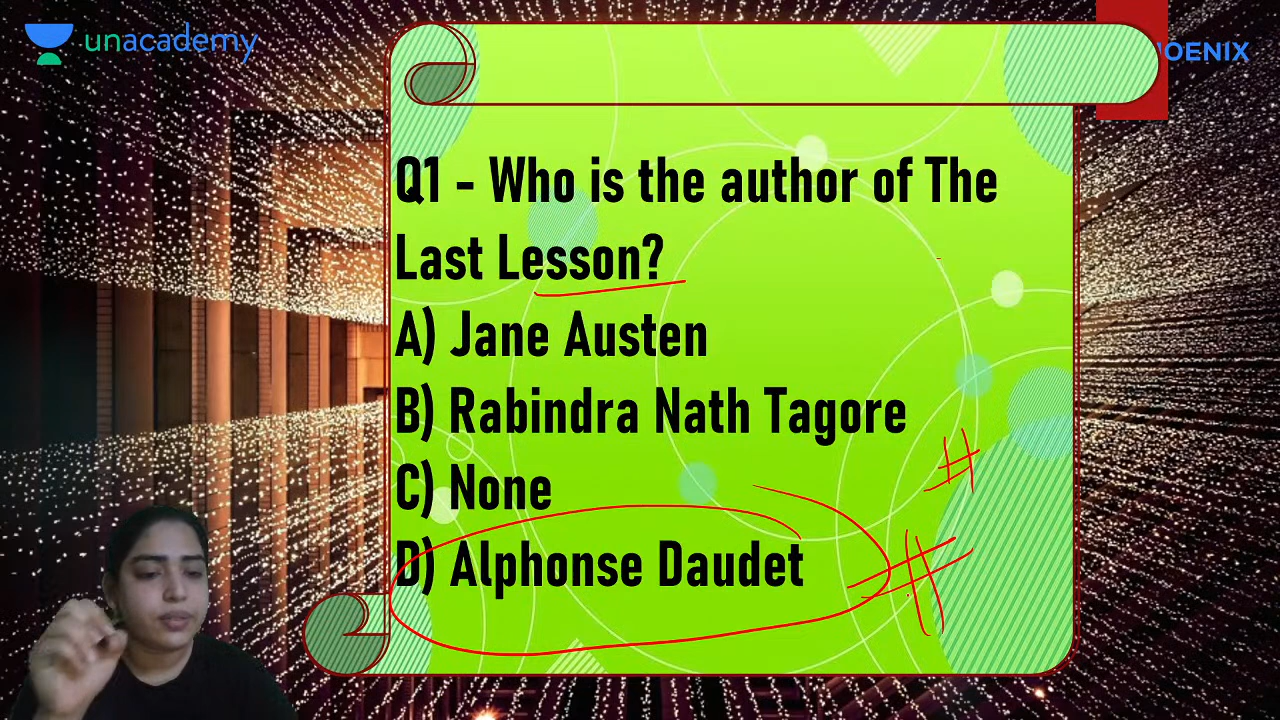 unacademy
OENIX
Q1 - Who is the author of The
Last Lesson?
A) Jane Austen
B) Rabindra Nath Tagore
C) None
D) Alphonse Daudet
# 
#